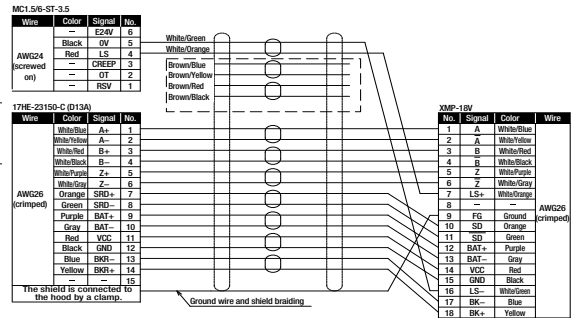 MC1.5/6-ST-3.5
Wire Color Signal No.
AWG24 (screwed on)
— E24V 6
Black 0V 5
Red LS 4
— CREEP 3
— OT 2
— RSV 1
White/Green
White/Orange
Brown/Blue
Brown/Yellow
Brown/Red
Brown/Black
17HE-23150-C (D13A)
Wire Color Signal No.
AWG26 (crimped)
White/Blue A+ 1
White/Yellow A− 2
White/Red B+ 3
White/Black B− 4
White/Purple Z+ 5
White/Gray Z− 6
Orange SRD+ 7
Green SRD− 8
Purple BAT+ 9
Gray BAT− 10
Red VCC 11
Black GND 12
Blue BKR− 13
Yellow BKR+ 14
— — 15
The shield is connected to
the hood by a clamp.
Ground wire and shield braiding
XMP-18V
No. Signal Color Wire
1 A White/Blue
2 A̅ White/Yellow
3 B White/Red
4 B̅ White/Black
5 Z White/Purple
6 Z̅ White/Gray
7 LS+ White/Orange
8 — —
9 FG Ground
10 SD Orange
11 S̅D̅ Green
12 BAT+ Purple
13 BAT− Gray
14 VCC Red
15 GND Black
16 LS− White/Green
17 BK− Blue
18 BK+ Yellow
AWG26 (crimped)